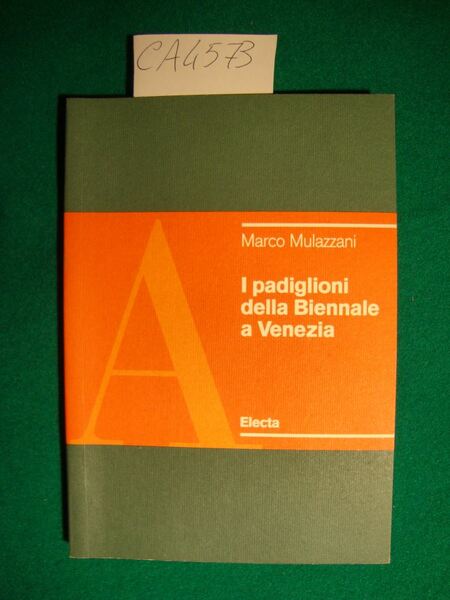 CA4573
Marco Mulazzani
I padiglioni
della Biennale
a Venezia
A
Electa